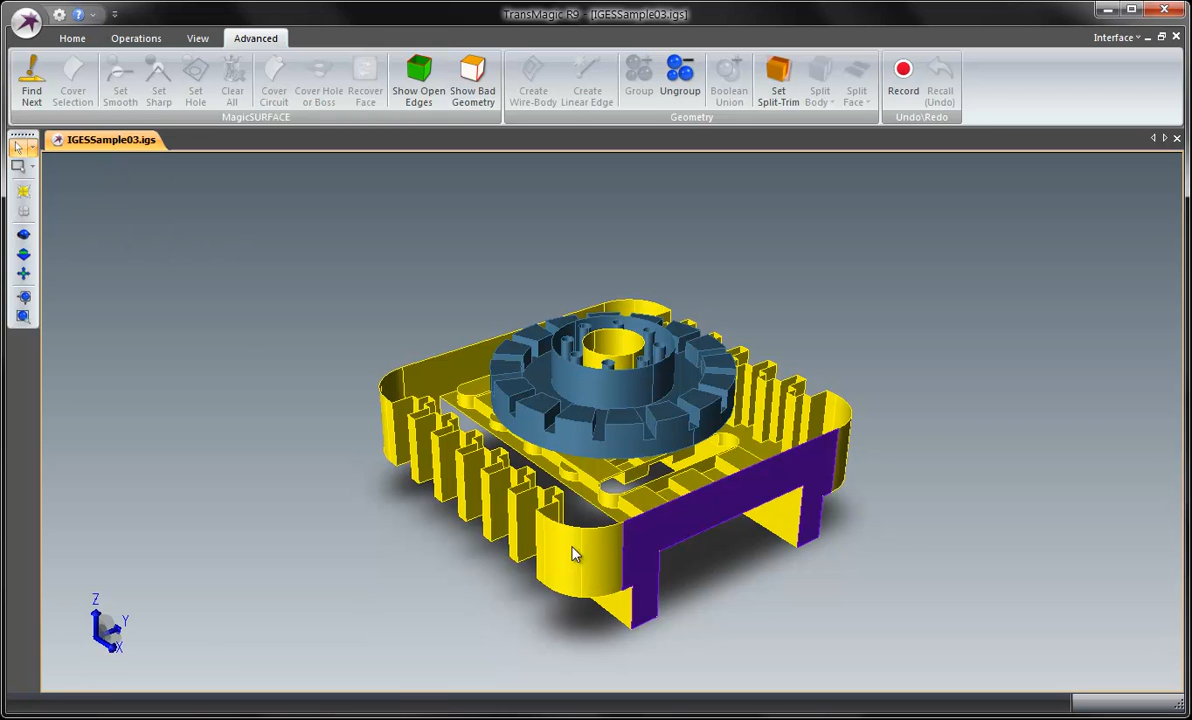 TransMagic R9 - [IGESSample03.igs]
Home Operations View Advanced Interface
Find Next
Cover Selection
Set Smooth
Set Sharp
Set Hole
Clear All
Cover Circuit
Cover Hole or Boss
Recover Face
Show Open Edges
Show Bad Geometry
Create Wire-Body
Create Linear Edge
Group
Ungroup
Boolean Union
Set Split-Trim
Split Body
Split Face
Record
Recall (Undo)
MagicSURFACE Geometry Undo\Redo
IGESSample03.igs
Z
Y
X